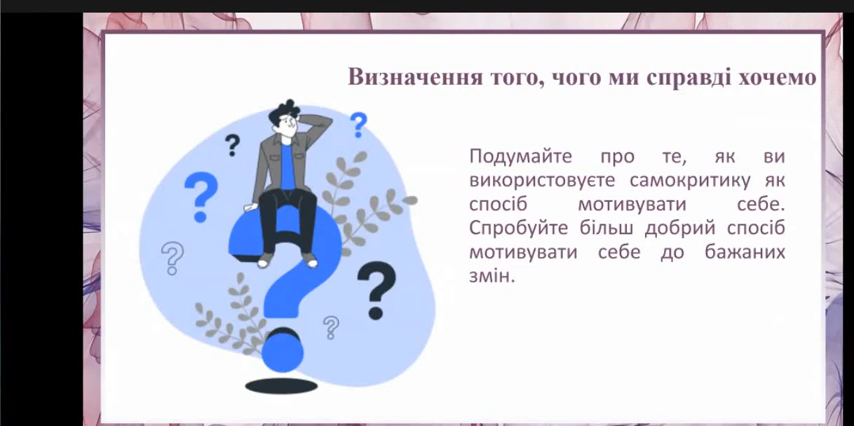 Визначення того, чого ми справді хочемо
Подумайте про те, як ви
використовуєте самокритику як
спосіб мотивувати себе.
Спробуйте більш добрий спосіб
мотивувати себе до бажаних
змін.